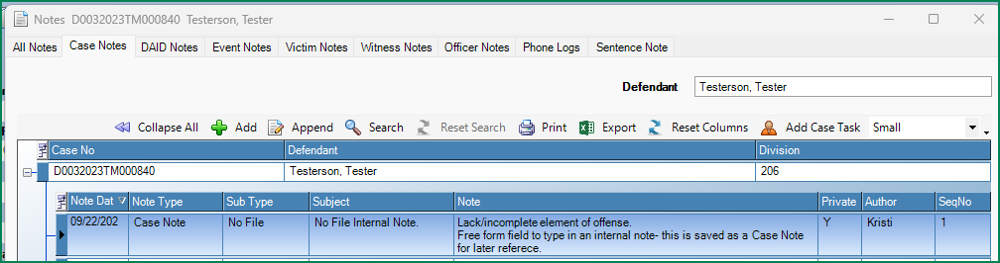 Notes D0032023TM000840 Testerson, Tester
All Notes Case Notes DAID Notes Event Notes Victim Notes Witness Notes Officer Notes Phone Logs Sentence Note
Defendant Testerson, Tester
Collapse All Add Append Search Reset Search Print Export Reset Columns Add Case Task Small
Case No Defendant Division
D0032023TM000840 Testerson, Tester 206
Note Dat Note Type Sub Type Subject Note Private Author SeqNo
09/22/202 Case Note No File No File Internal Note. Lack/incomplete element of offense. Y Kristi 1
Free form field to type in an internal note- this is saved as a Case Note
for later referece.